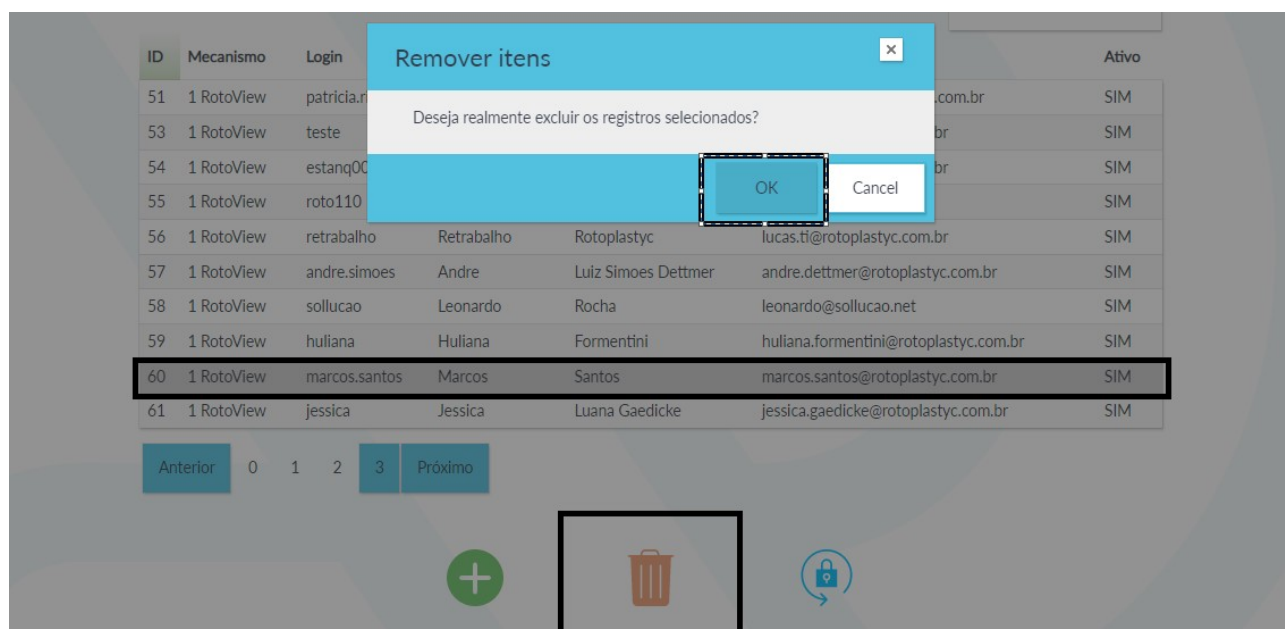 Remover itens ×
ID Mecanismo Login Ativo
51 1 RotoView .com.br SIM
Deseja realmente excluir os registros selecionados?
53 1 RotoView teste br SIM
54 1 RotoView br SIM
OK Cancel
55 1 RotoView roto110 SIM
56 1 RotoView retrabalho Retrabalho Rotoplastyc lucas.ti@rotoplastyc.com.br SIM
57 1 RotoView andre.simoes Andre Luiz Simoes Dettmer andre.dettmer@rotoplastyc.com.br SIM
58 1 RotoView sollucao Leonardo Rocha leonardo@sollucao.net SIM
59 1 RotoView huliana Huliana Formentini huliana.formentini@rotoplastyc.com.br SIM
60 1 RotoView marcos.santos Marcos Santos marcos.santos@rotoplastyc.com.br SIM
61 1 RotoView jessica Jessica Luana Gaedicke jessica.gaedicke@rotoplastyc.com.br SIM
Anterior 0 1 2 3 Próximo